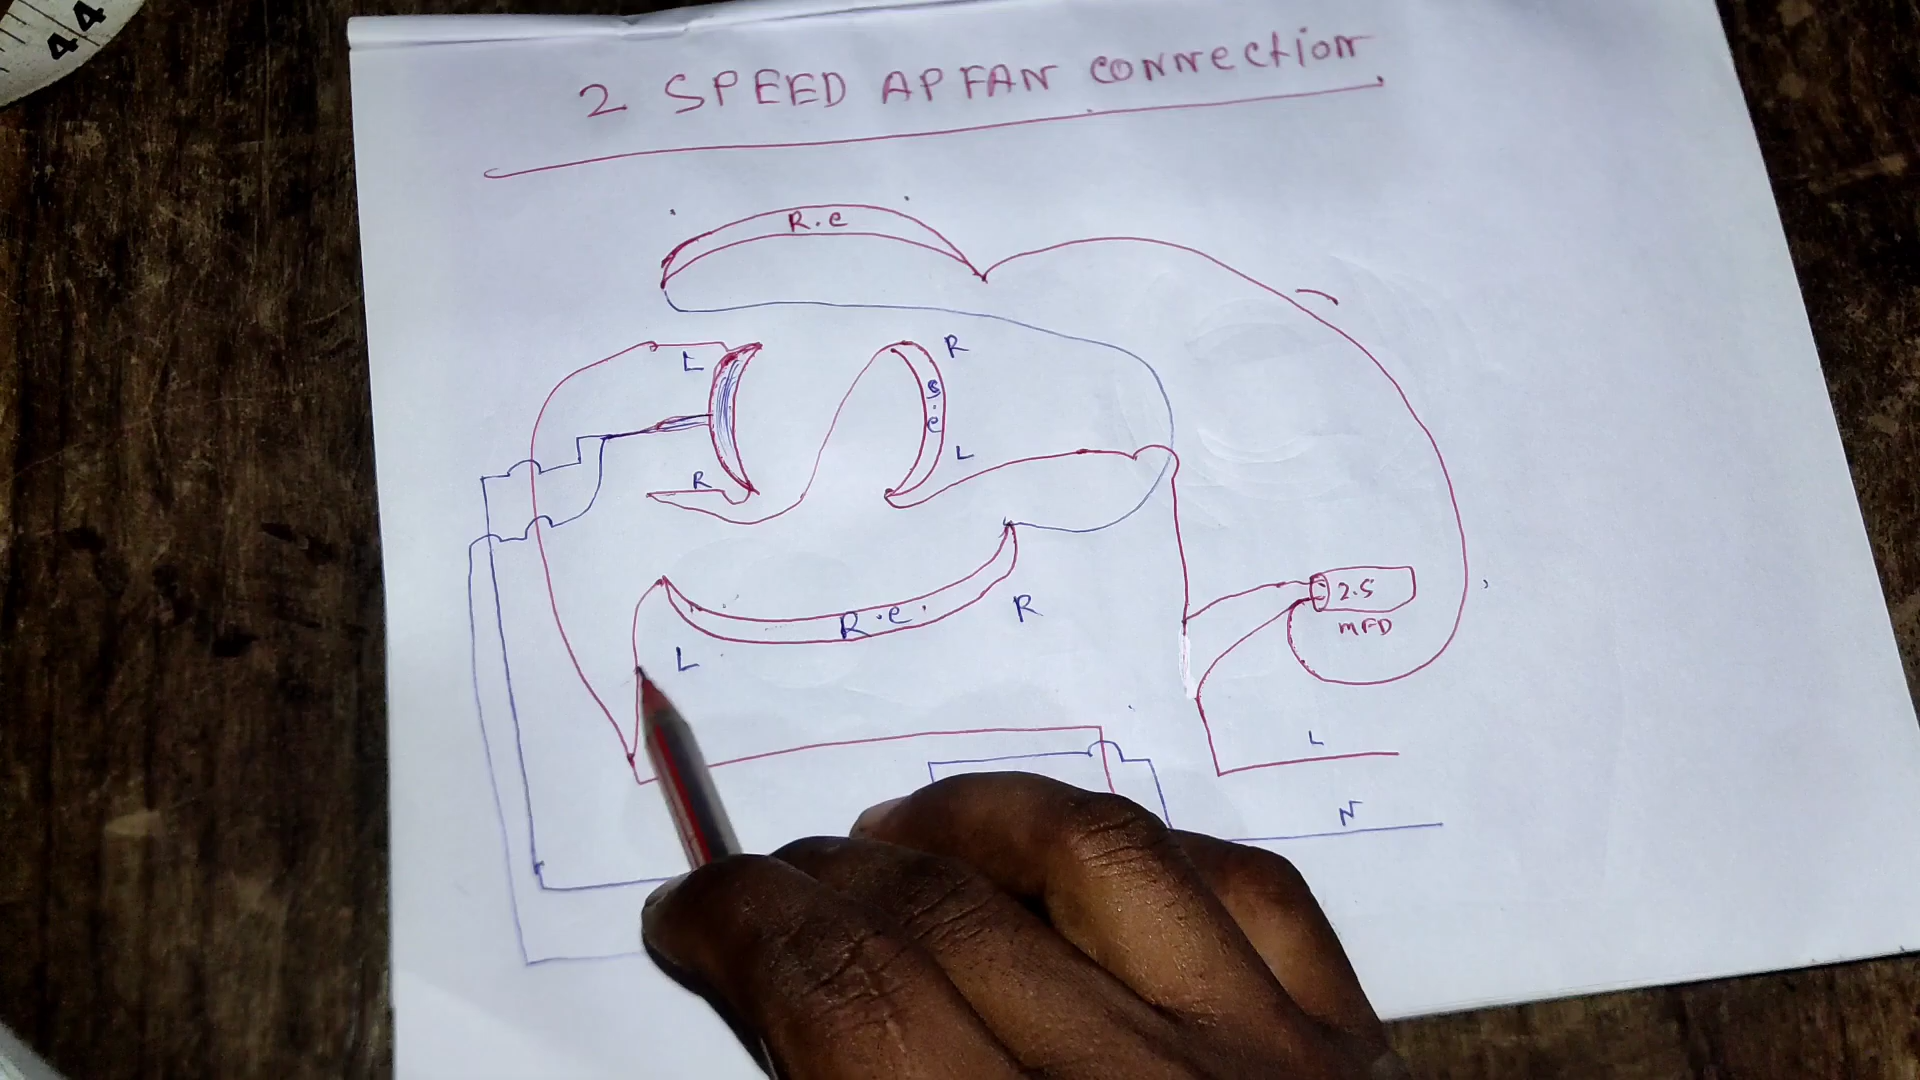 44
2 SPEED AP FAN CONNECTION
R.C
L
R
S.C
R
L
R.C.
R
L
2.5
MFD
L
N